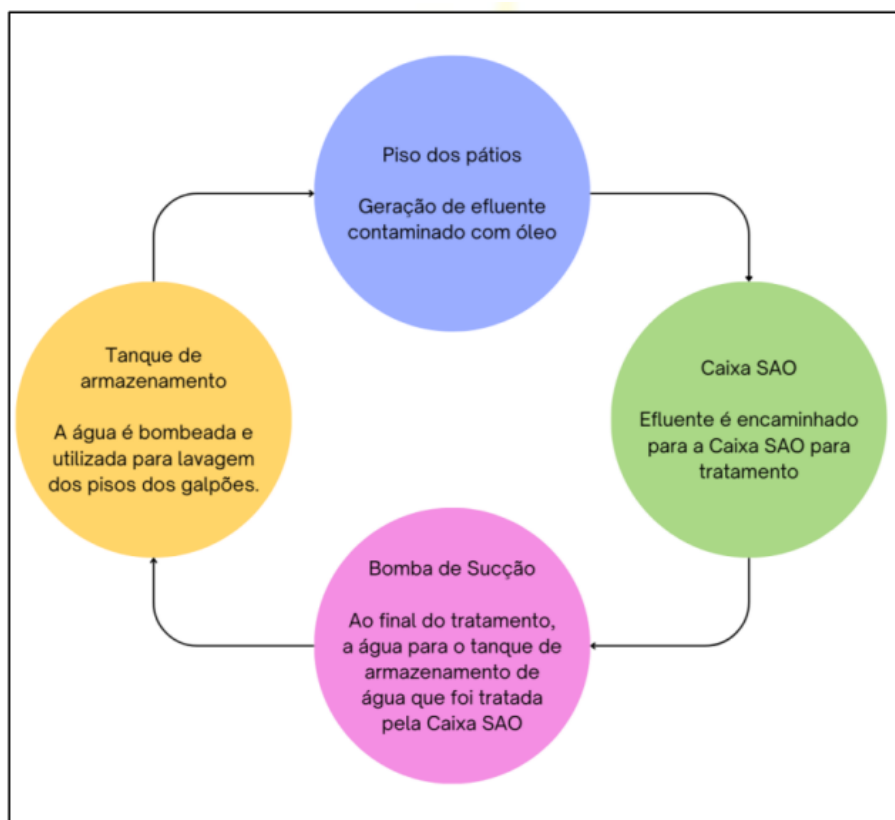 Piso dos pátios
Geração de efluente
contaminado com óleo
Caixa SAO
Efluente é encaminhado
para a Caixa SAO para
tratamento
Bomba de Sucção
Ao final do tratamento,
a água para o tanque de
armazenamento de
água que foi tratada
pela Caixa SAO
Tanque de
armazenamento
A água é bombeada e
utilizada para lavagem
dos pisos dos galpões.